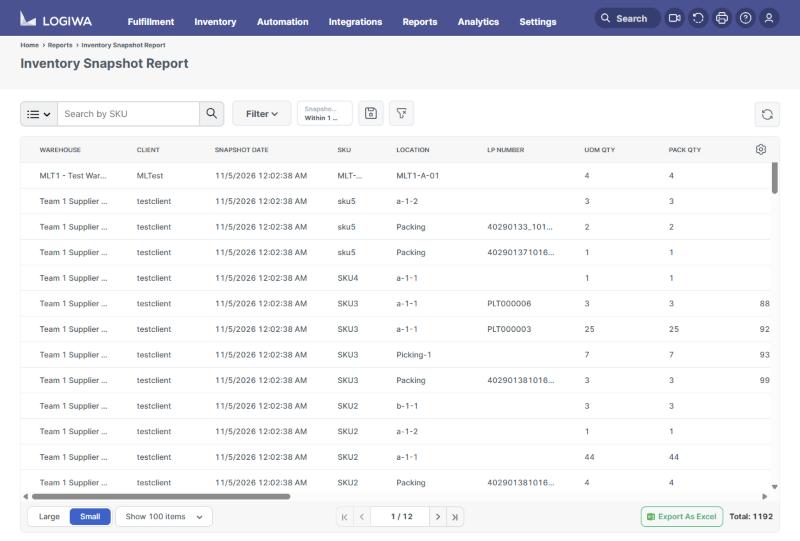 LOGIWA Fulfillment Inventory Automation Integrations Reports Analytics Settings Search
Home > Reports > Inventory Snapshot Report
Inventory Snapshot Report
Search by SKU Filter Snapsho... Within 1 ...
WAREHOUSE CLIENT SNAPSHOT DATE SKU LOCATION LP NUMBER UOM QTY PACK QTY
MLT1 - Test War... MLTest 11/5/2026 12:02:38 AM MLT-... MLT1-A-01 4 4
Team 1 Supplier ... testclient 11/5/2026 12:02:38 AM sku5 a-1-2 3 3
Team 1 Supplier ... testclient 11/5/2026 12:02:38 AM sku5 Packing 40290133_101... 2 2
Team 1 Supplier ... testclient 11/5/2026 12:02:38 AM sku5 Packing 402901371016... 1 1
Team 1 Supplier ... testclient 11/5/2026 12:02:38 AM SKU4 a-1-1 1 1
Team 1 Supplier ... testclient 11/5/2026 12:02:38 AM SKU3 a-1-1 PLT000006 3 3 88
Team 1 Supplier ... testclient 11/5/2026 12:02:38 AM SKU3 a-1-1 PLT000003 25 25 92
Team 1 Supplier ... testclient 11/5/2026 12:02:38 AM SKU3 Picking-1 7 7 93
Team 1 Supplier ... testclient 11/5/2026 12:02:38 AM SKU3 Packing 402901381016... 3 3 99
Team 1 Supplier ... testclient 11/5/2026 12:02:38 AM SKU2 b-1-1 3 3
Team 1 Supplier ... testclient 11/5/2026 12:02:38 AM SKU2 a-1-2 1 1
Team 1 Supplier ... testclient 11/5/2026 12:02:38 AM SKU2 a-1-1 44 44
Team 1 Supplier ... testclient 11/5/2026 12:02:38 AM SKU2 Packing 402901381016... 4 4
Large Small Show 100 items 1 / 12 Export As Excel Total: 1192